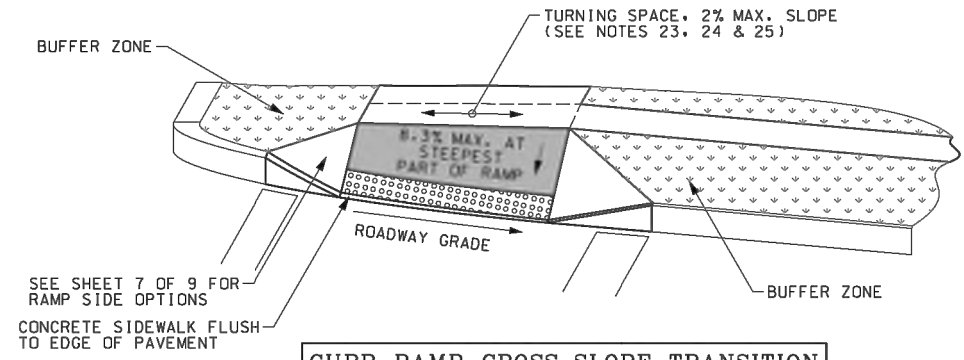 TURNING SPACE, 2% MAX. SLOPE
(SEE NOTES 23, 24 & 25)
BUFFER ZONE
8.3% MAX. AT
STEEPEST
PART OF RAMP
ROADWAY GRADE
SEE SHEET 7 OF 9 FOR
RAMP SIDE OPTIONS
BUFFER ZONE
CONCRETE SIDEWALK FLUSH
TO EDGE OF PAVEMENT
CURB RAMP CROSS SLOPE TRANSITION